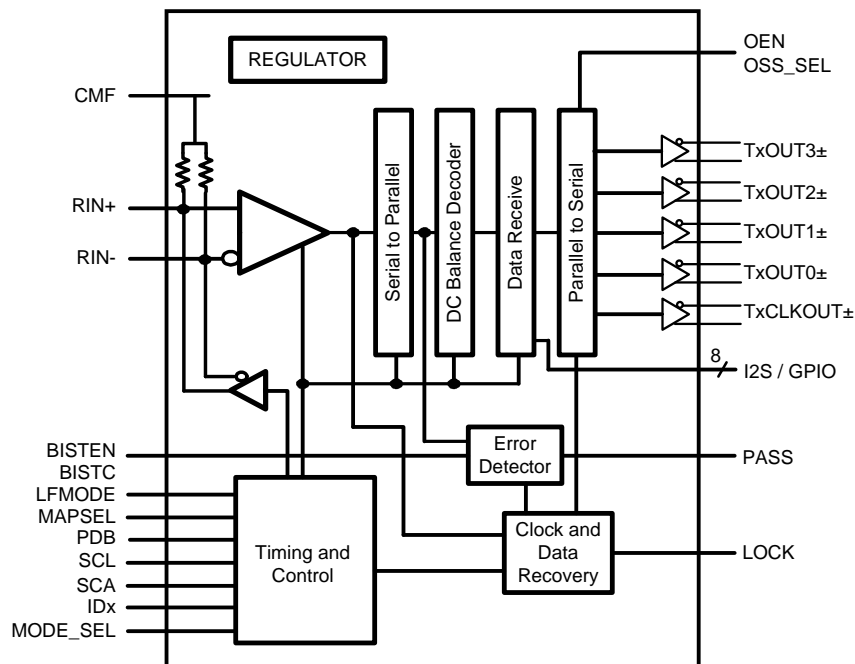 REGULATOR
OEN
OSS_SEL
CMF
RIN+
RIN-
Serial to Parallel
DC Balance Decoder
Data Receive
Parallel to Serial
TxOUT3±
TxOUT2±
TxOUT1±
TxOUT0±
TxCLKOUT±
8
I2S / GPIO
BISTEN
BISTC
LFMODE
MAPSEL
PDB
SCL
SCA
IDx
MODE_SEL
Timing and
Control
Error
Detector
PASS
Clock and
Data
Recovery
LOCK